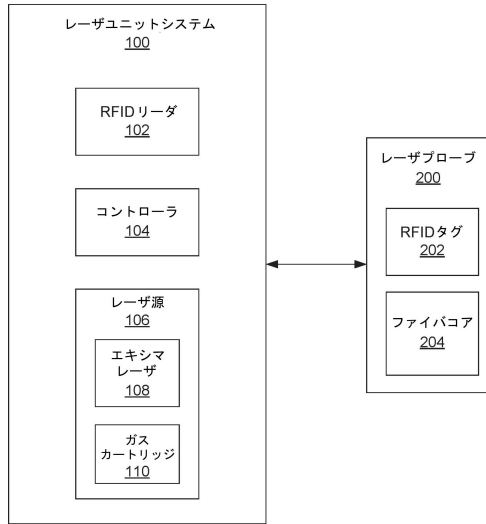 レーザユニットシステム
100
RFIDリーダ
102
コントローラ
104
レーザ源
106
エキシマ
レーザ
108
ガス
カートリッジ
110
レーザプローブ
200
RFIDタグ
202
ファイバコア
204